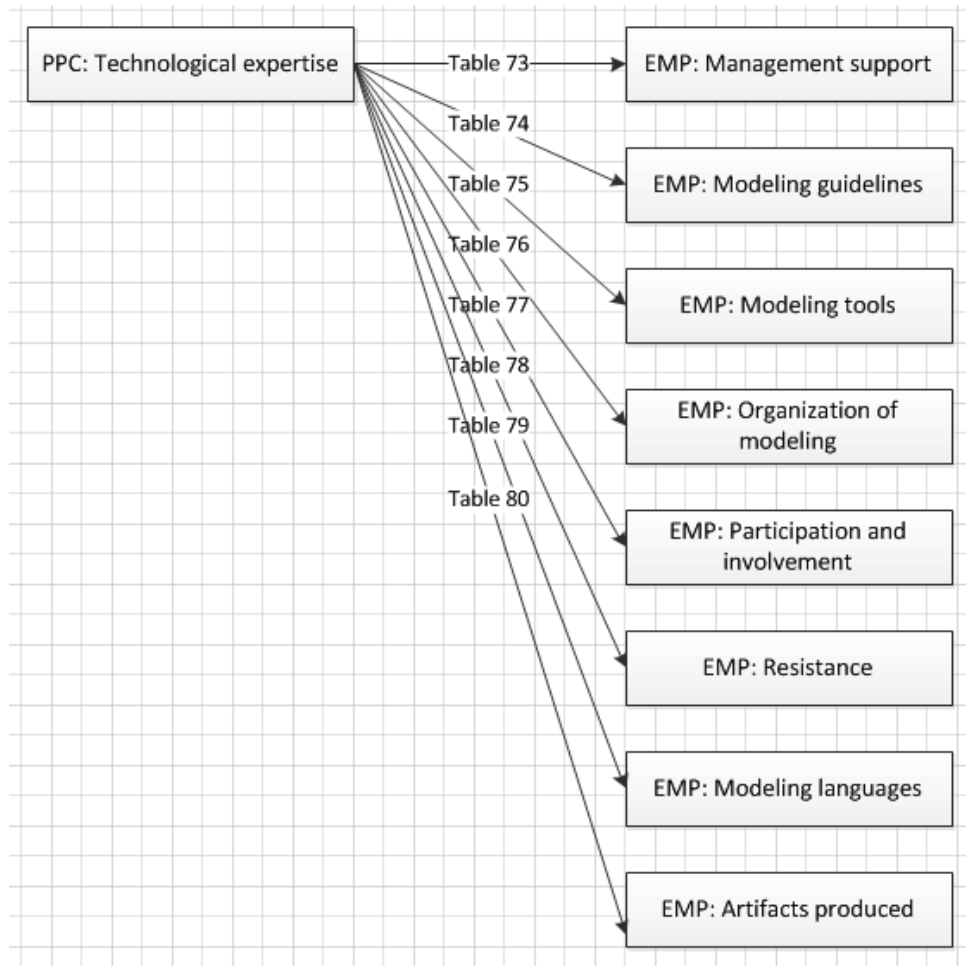 PPC: Technological expertise
Table 73
EMP: Management support
Table 74
EMP: Modeling guidelines
Table 75
EMP: Modeling tools
Table 76
EMP: Organization of
modeling
Table 77
EMP: Participation and
involvement
Table 78
EMP: Resistance
Table 79
EMP: Modeling languages
Table 80
EMP: Artifacts produced